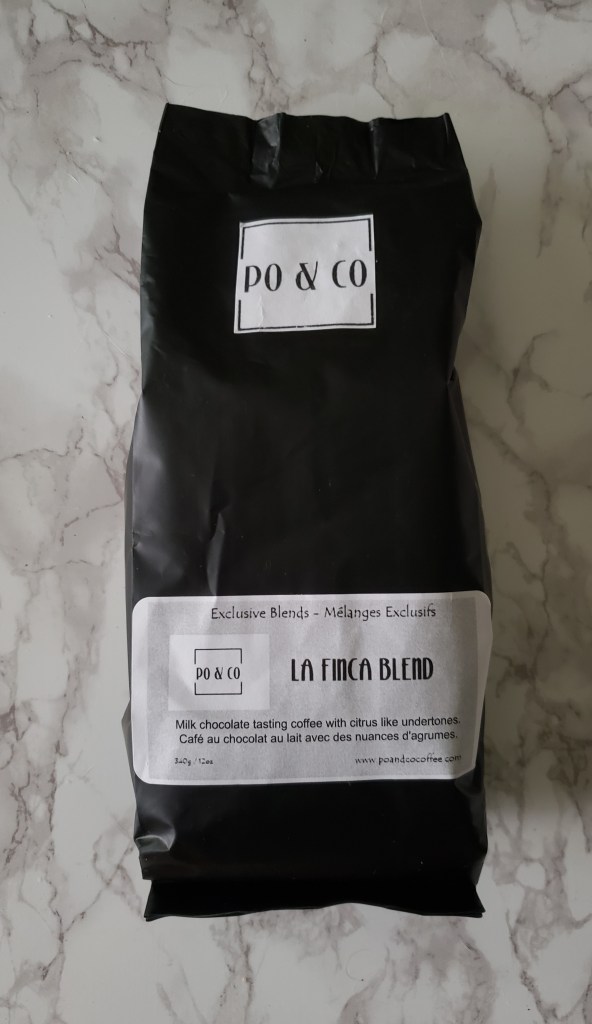 PO & CO
Exclusive Blends - Mélanges Exclusifs
PO & CO
LA FINCA BLEND
Milk chocolate tasting coffee with citrus like undertones.
Café au chocolat au lait avec des nuances d'agrumes.
340g / 12oz
www.poandcocoffee.com